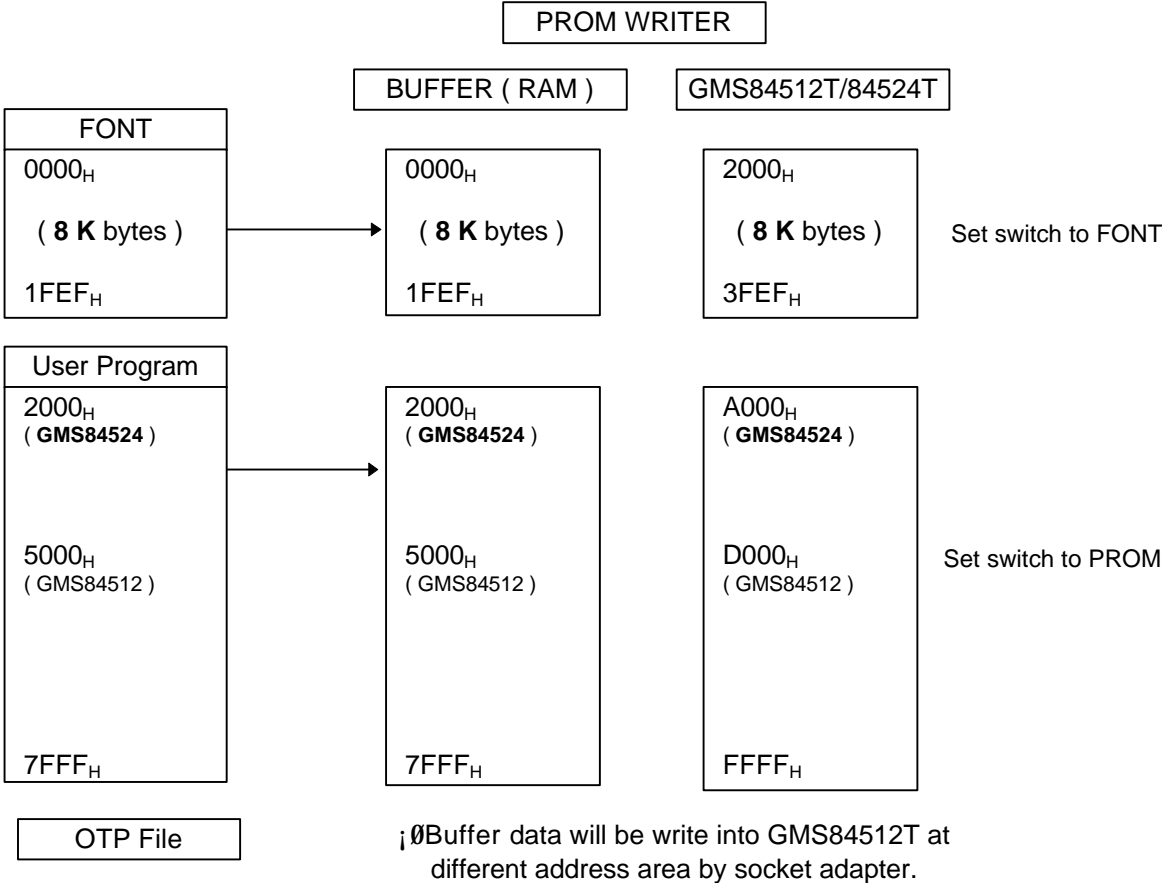 PROM WRITER
BUFFER ( RAM )
GMS84512T/84524T
FONT
0000H
( 8 K bytes )
1FEFH
0000H
( 8 K bytes )
1FEFH
2000H
( 8 K bytes )
3FEFH
Set switch to FONT
User Program
2000H
( GMS84524 )
5000H
( GMS84512 )
7FFFH
2000H
( GMS84524 )
5000H
( GMS84512 )
7FFFH
A000H
( GMS84524 )
D000H
( GMS84512 )
FFFFH
Set switch to PROM
OTP File
¡ØBuffer data will be write into GMS84512T at
different address area by socket adapter.